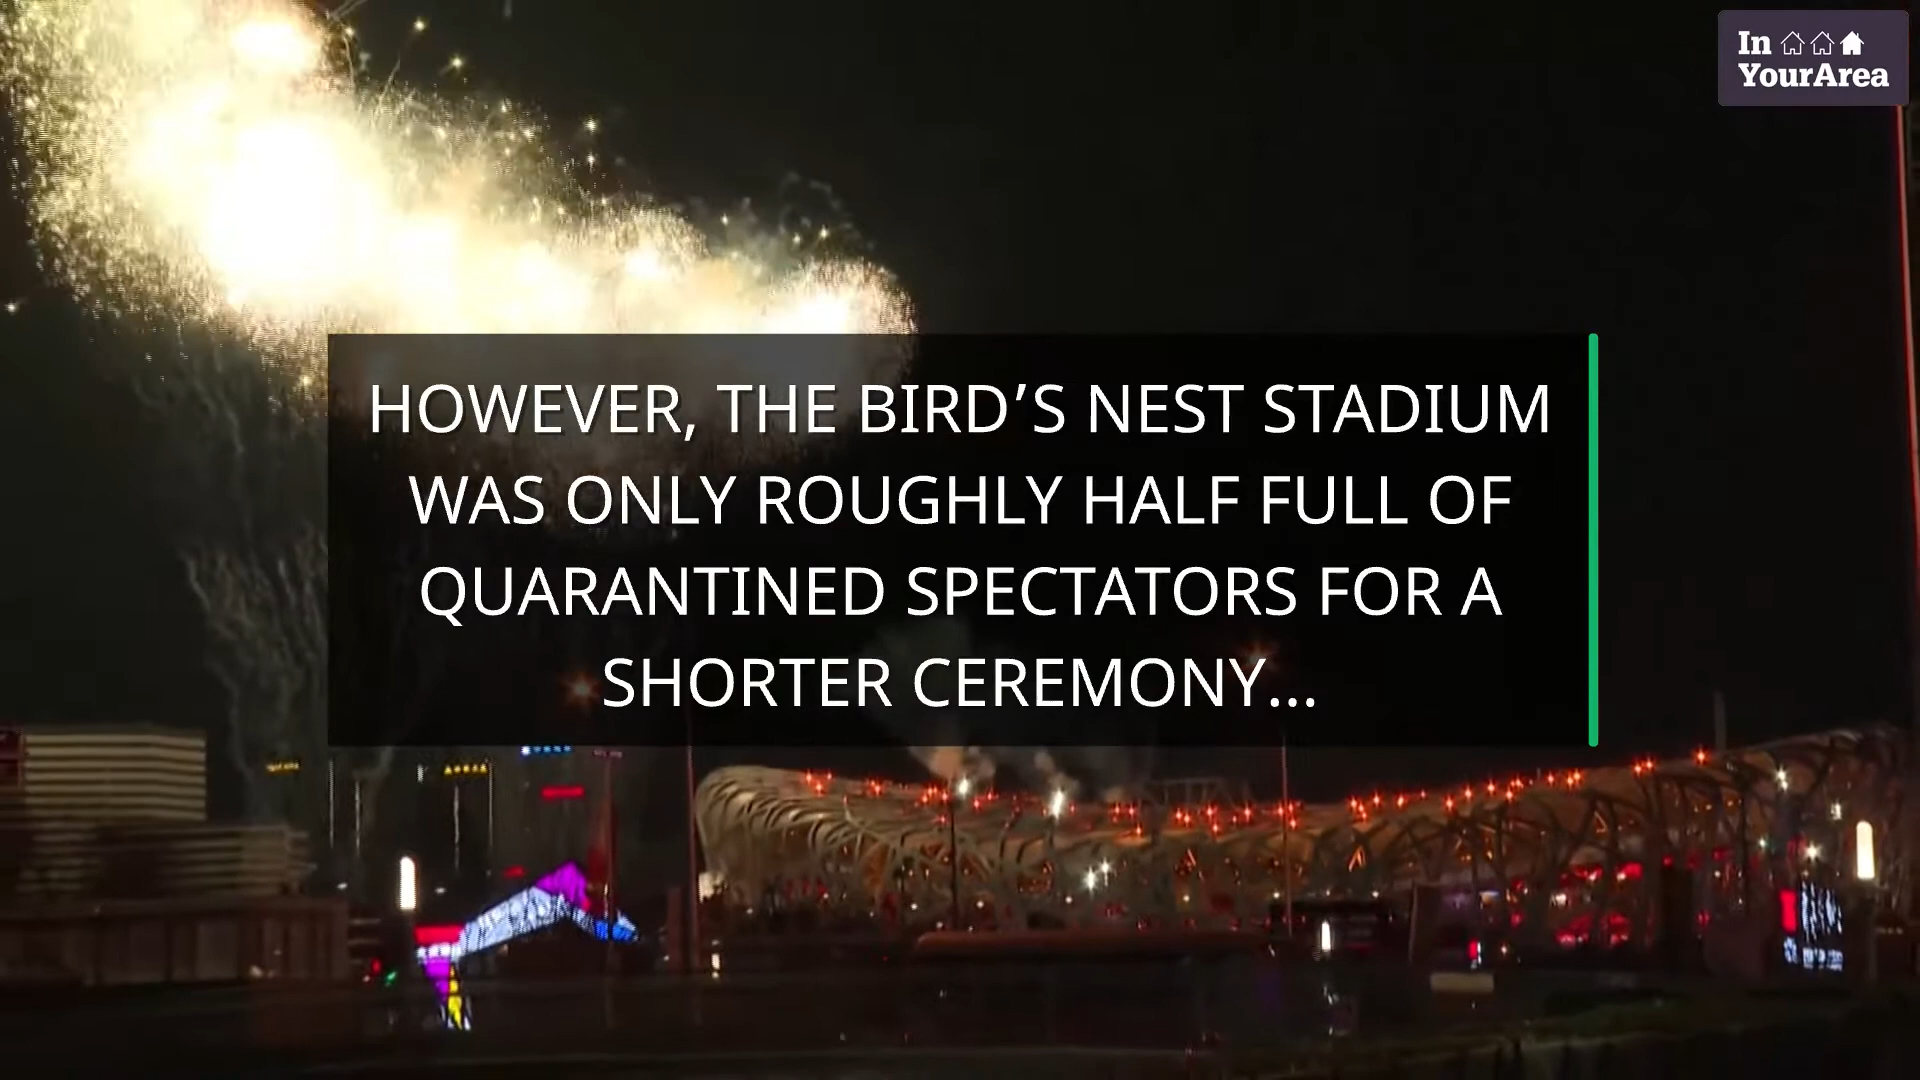 In
YourArea
HOWEVER, THE BIRD’S NEST STADIUM
WAS ONLY ROUGHLY HALF FULL OF
QUARANTINED SPECTATORS FOR A
SHORTER CEREMONY...